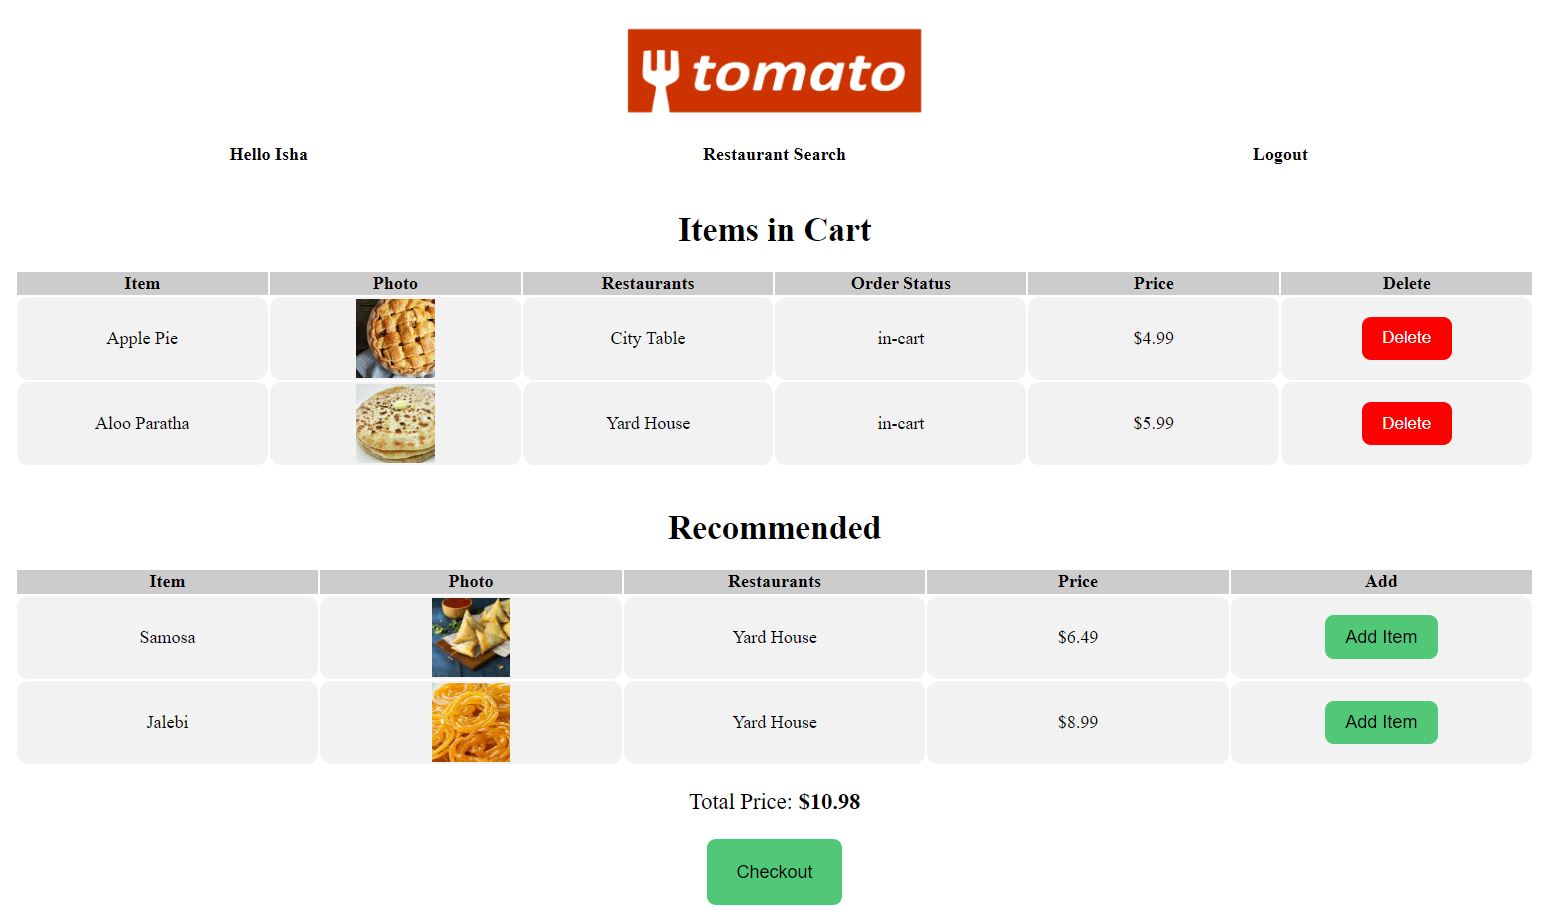 tomato
Hello Isha Restaurant Search Logout
Items in Cart
Item Photo Restaurants Order Status Price Delete
Apple Pie City Table in-cart $4.99 Delete
Aloo Paratha Yard House in-cart $5.99 Delete
Recommended
Item Photo Restaurants Price Add
Samosa Yard House $6.49 Add Item
Jalebi Yard House $8.99 Add Item
Total Price: $10.98
Checkout